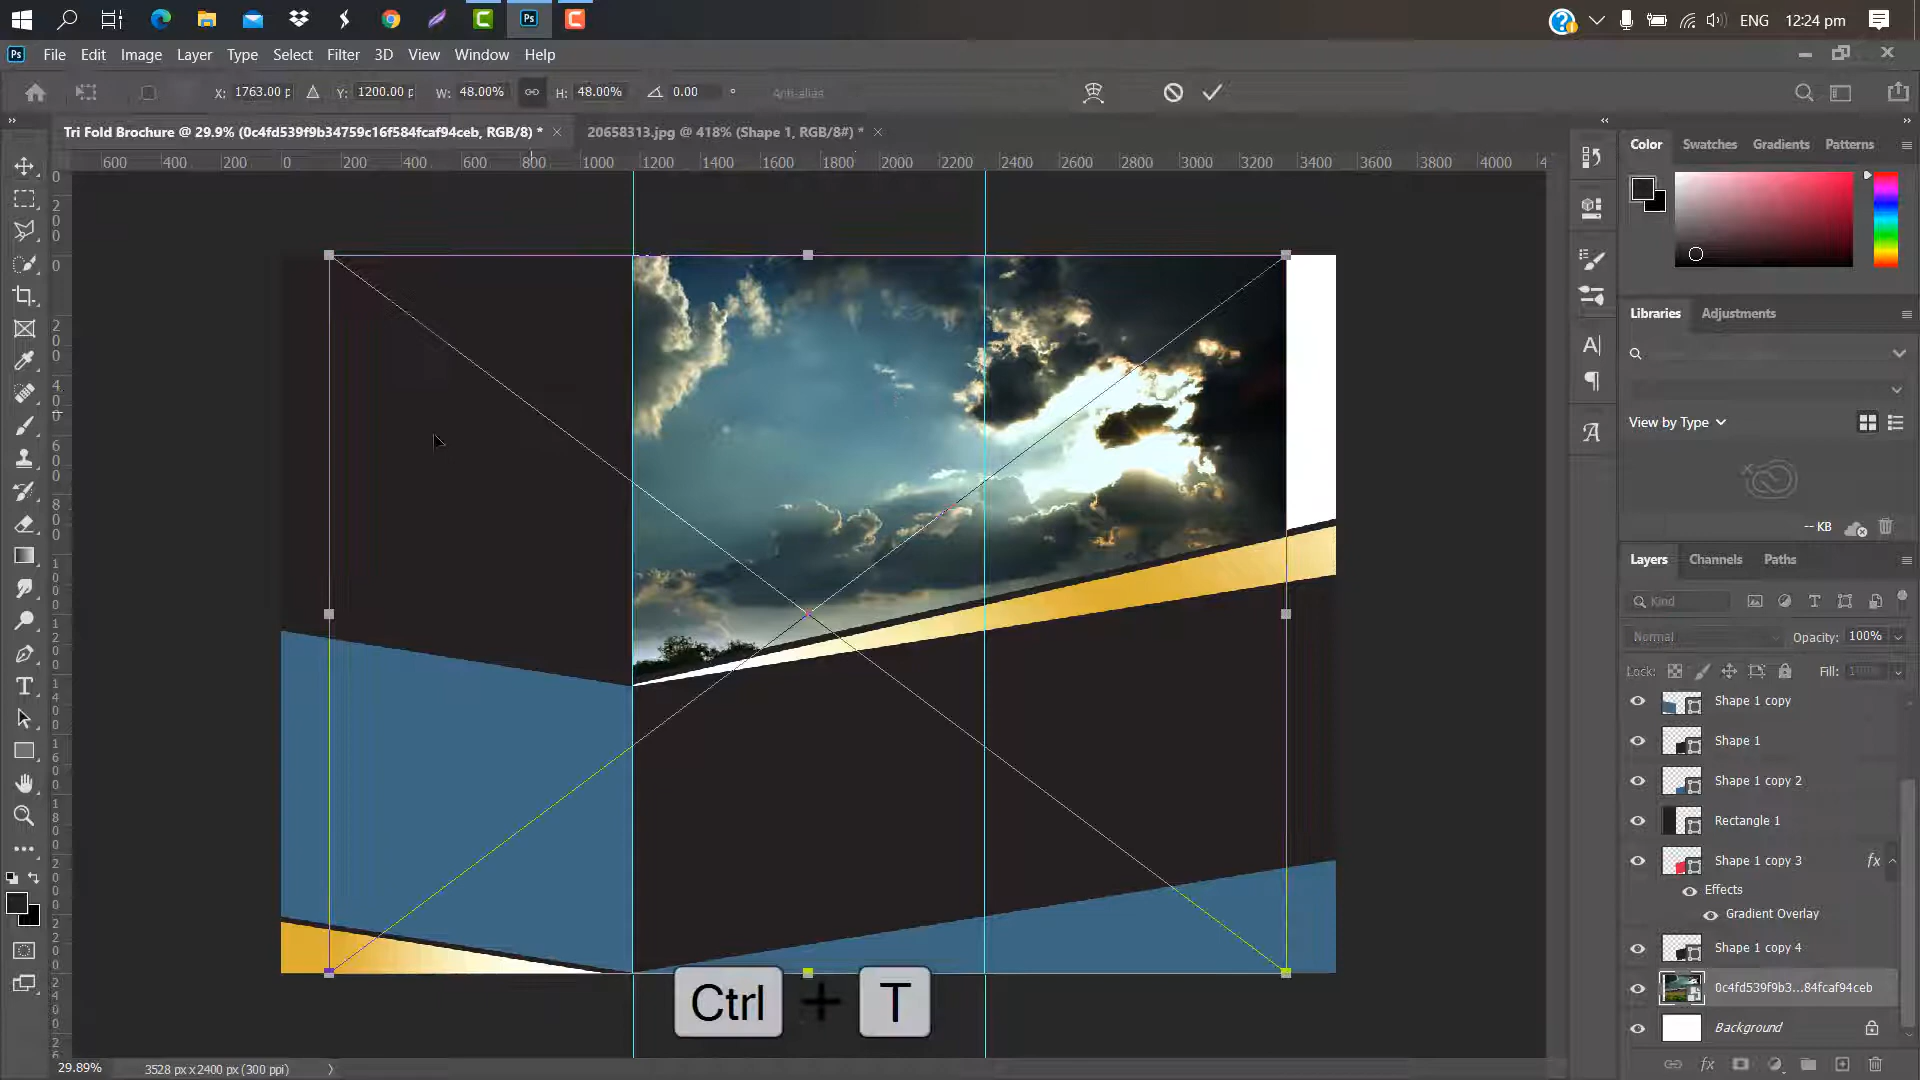 ENG
12:24 pm
File Edit Image Layer Type Select Filter 3D View Window Help
X: 1763.00 p Y: 1200.00 p W: 48.00% H: 48.00% 0.00 ° Anti-alias
Tri Fold Brochure @ 29.9% (0c4fd539f9b34759c16f584fcaf94ceb, RGB/8) * × 20658313.jpg @ 418% (Shape 1, RGB/8#) * ×
600 400 200 0 200 400 600 800 1000 1200 1400 1600 1800 2000 2200 2400 2600 2800 3000 3200 3400 3600 3800 4000
Color Swatches Gradients Patterns
Libraries Adjustments
View by Type
-- KB
Layers Channels Paths
Kind
Normal Opacity: 100%
Lock: Fill: 100%
Shape 1 copy
Shape 1
Shape 1 copy 2
Rectangle 1
Shape 1 copy 3 fx
Effects
Gradient Overlay
Shape 1 copy 4
0c4fd539f9b3...84fcaf94ceb
Background
Ctrl + T
29.89% 3528 px x 2400 px (300 ppi)